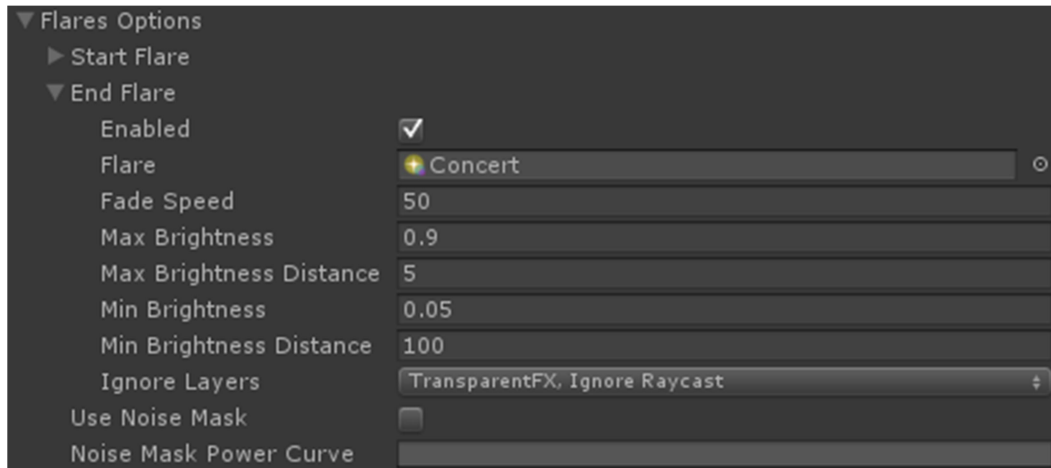 Flares Options
Start Flare
End Flare
Enabled
Flare Concert
Fade Speed 50
Max Brightness 0.9
Max Brightness Distance 5
Min Brightness 0.05
Min Brightness Distance 100
Ignore Layers TransparentFX, Ignore Raycast
Use Noise Mask
Noise Mask Power Curve